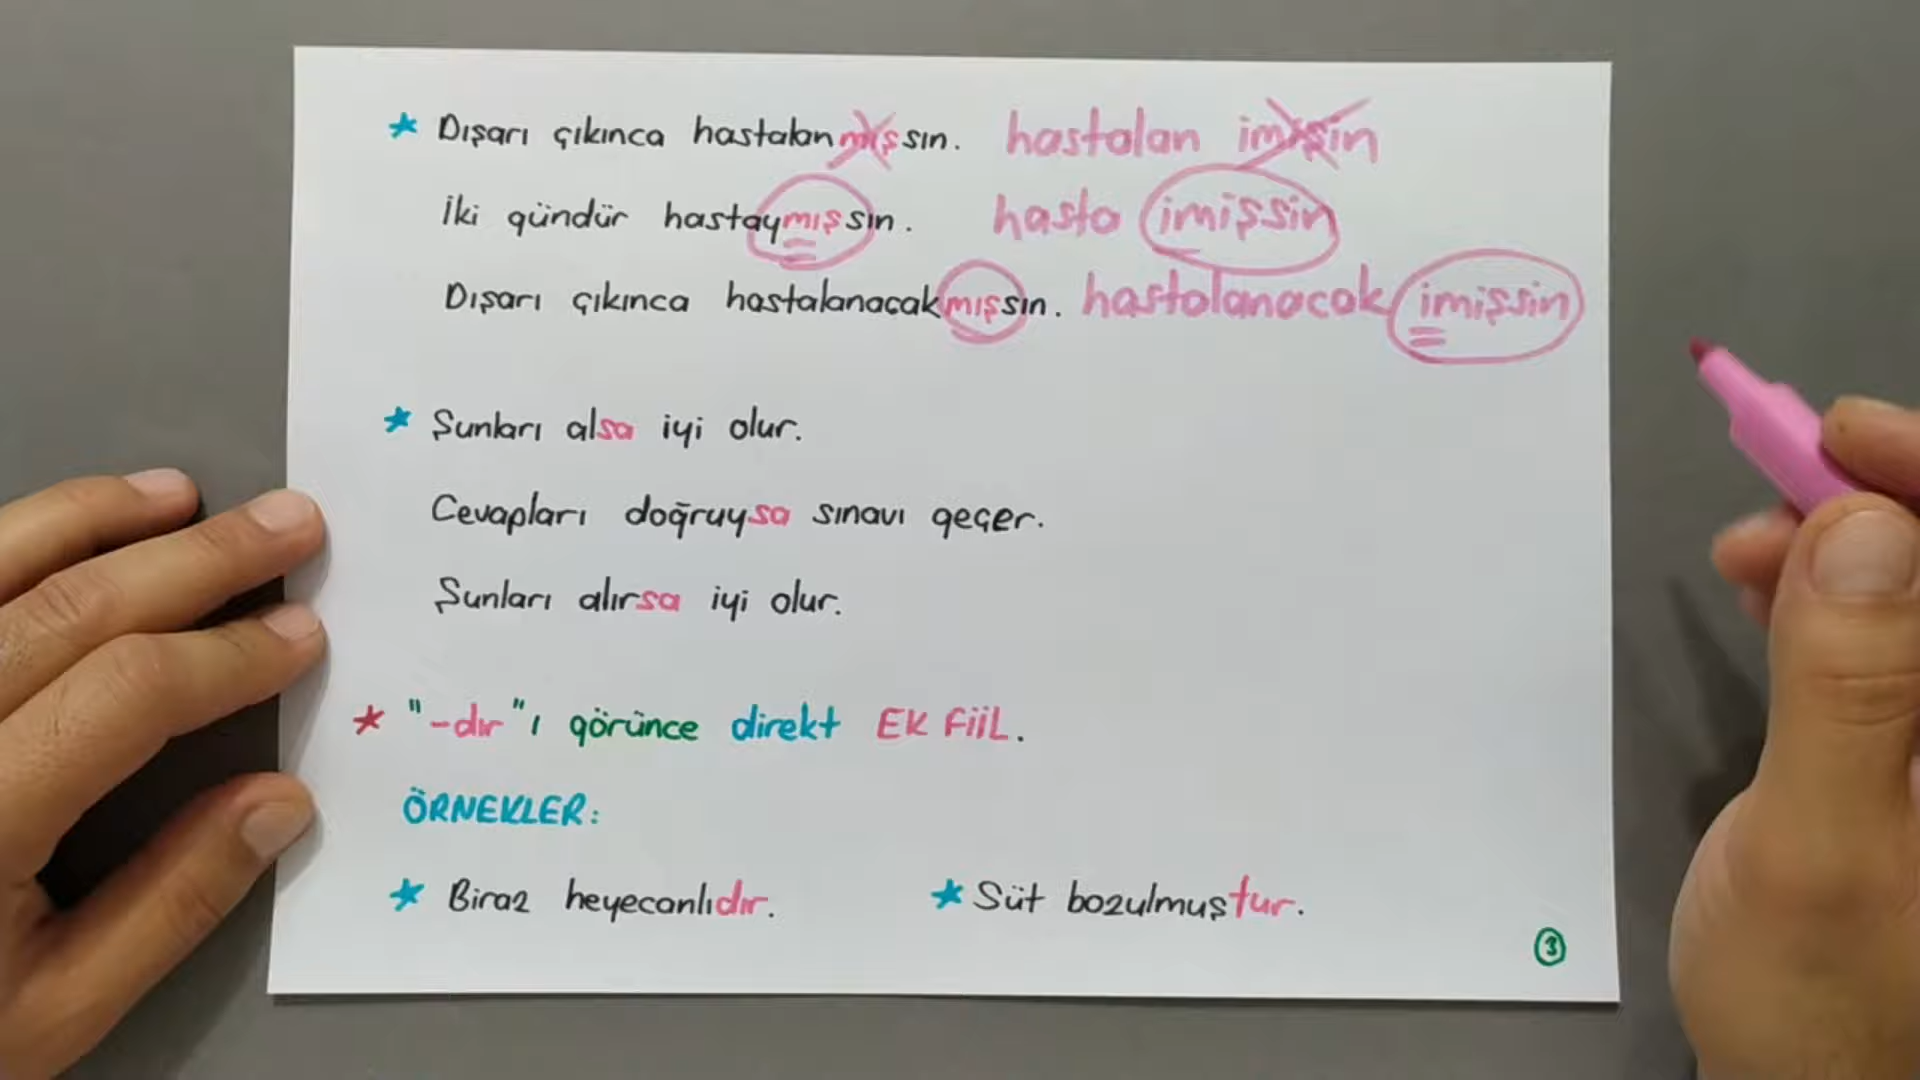 ★ Dışarı çıkınca hastalanmışsın. hastalan imişin
İki gündür hastaymışsın. hasta imişsin
Dışarı çıkınca hastalanacakmışsın. hastalanacak imişsin
★ Şunları alsa iyi olur.
Cevapları doğruysa sınavı geçer.
Şunları alırsa iyi olur.
★ "-dır"ı görünce direkt EK FİİL.
ÖRNEKLER:
★ Biraz heyecanlıdır. ★ Süt bozulmuştur.
3